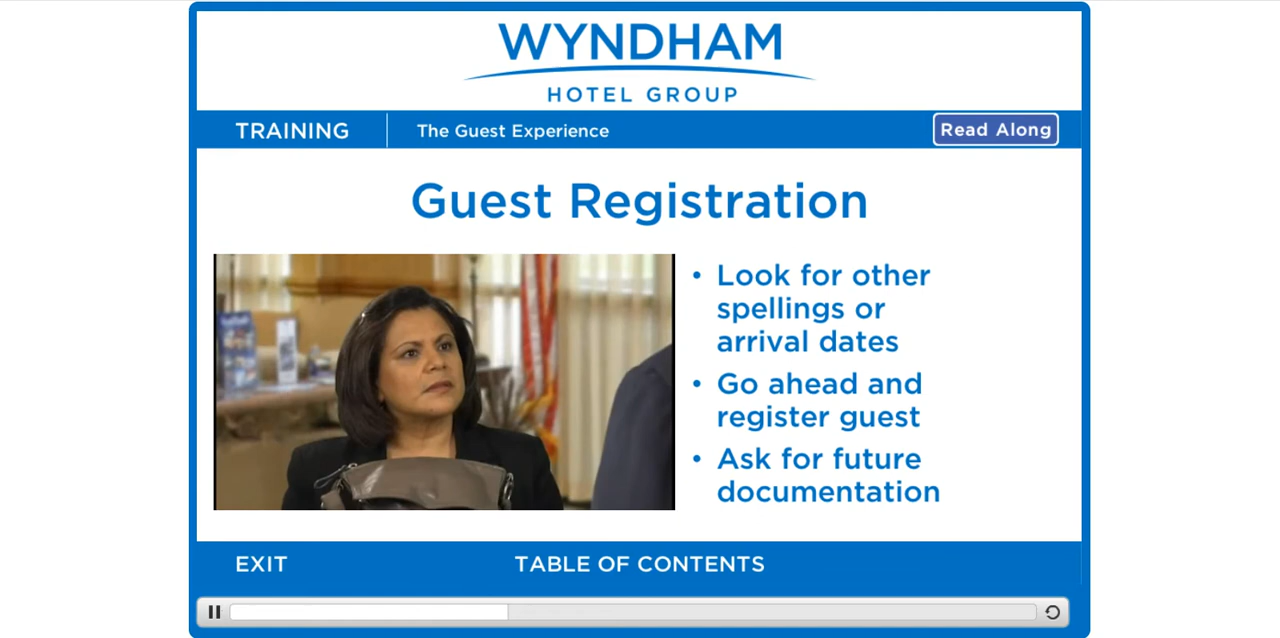 WYNDHAM
HOTEL GROUP
TRAINING
The Guest Experience
Read Along
Guest Registration
• Look for other
spellings or
arrival dates
• Go ahead and
register guest
• Ask for future
documentation
EXIT
TABLE OF CONTENTS